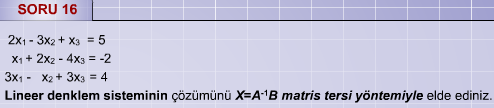 SORU 16
2x₁ - 3x₂ + x₃ = 5
x₁ + 2x₂ - 4x₃ = -2
3x₁ - x₂ + 3x₃ = 4
Lineer denklem sisteminin çözümünü X=A⁻¹B matris tersi yöntemiyle elde ediniz.